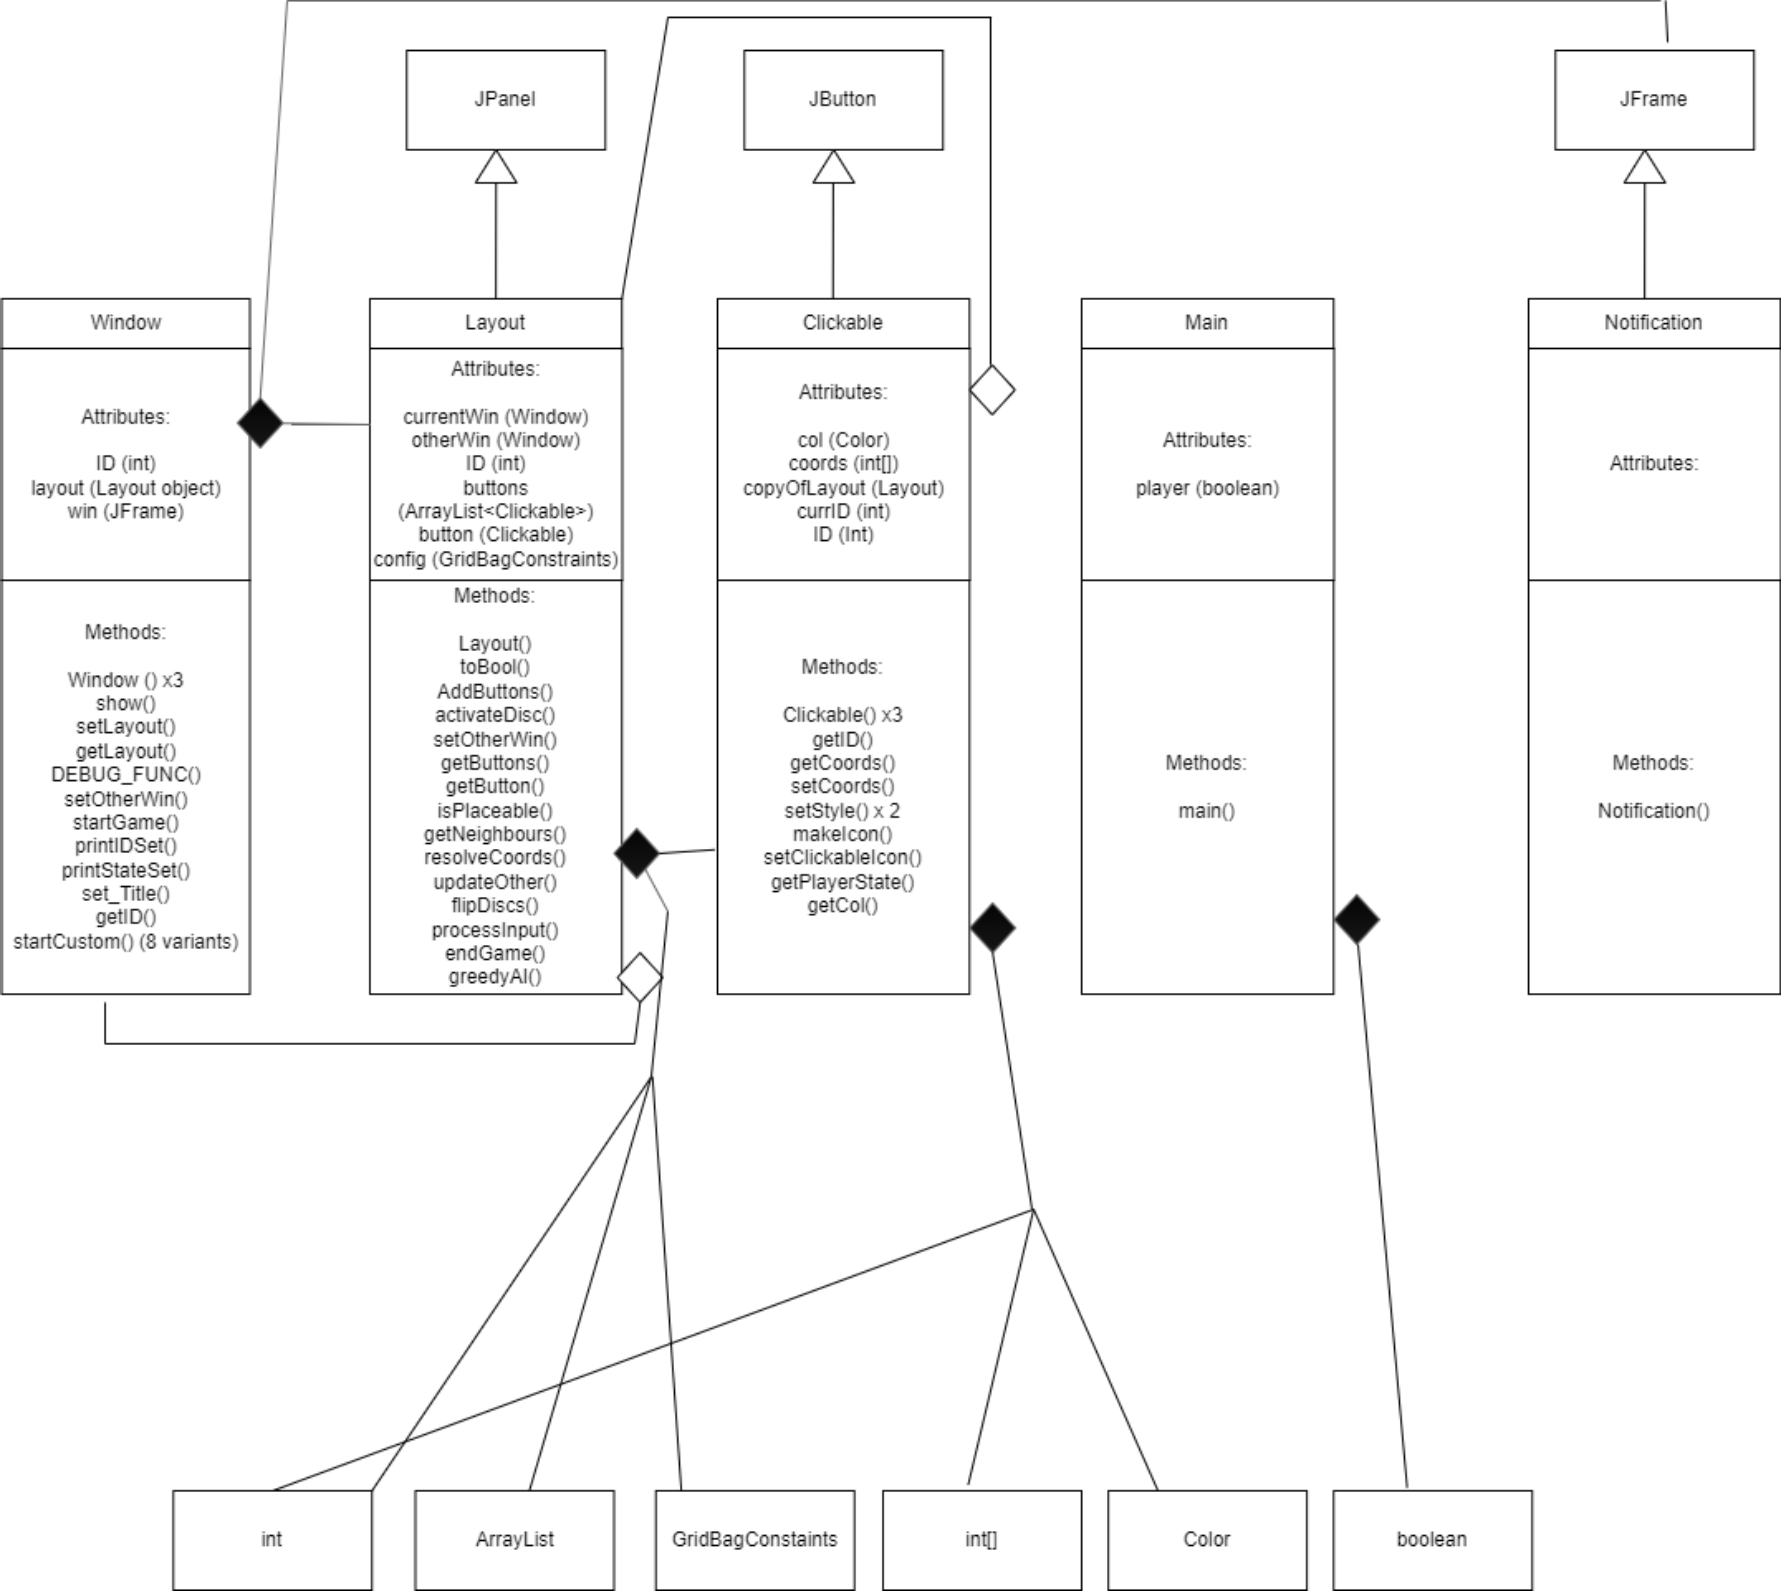 JPanel
JButton
JFrame
Window
Attributes:
ID (int)
layout (Layout object)
win (JFrame)
Methods:
Window () x3
show()
setLayout()
getLayout()
DEBUG_FUNC()
setOtherWin()
startGame()
printIDSet()
printStateSet()
set_Title()
getID()
startCustom() (8 variants)
Layout
Attributes:
currentWin (Window)
otherWin (Window)
ID (int)
buttons
(ArrayList<Clickable>)
button (Clickable)
config (GridBagConstraints)
Methods:
Layout()
toBool()
AddButtons()
activateDisc()
setOtherWin()
getButtons()
getButton()
isPlaceable()
getNeighbours()
resolveCoords()
updateOther()
flipDiscs()
processInput()
endGame()
greedyAI()
Clickable
Attributes:
col (Color)
coords (int[])
copyOfLayout (Layout)
currID (int)
ID (Int)
Methods:
Clickable() x3
getID()
getCoords()
setCoords()
setStyle() x 2
makeIcon()
setClickableIcon()
getPlayerState()
getCol()
Main
Attributes:
player (boolean)
Methods:
main()
Notification
Attributes:
Methods:
Notification()
int
ArrayList
GridBagConstaints
int[]
Color
boolean